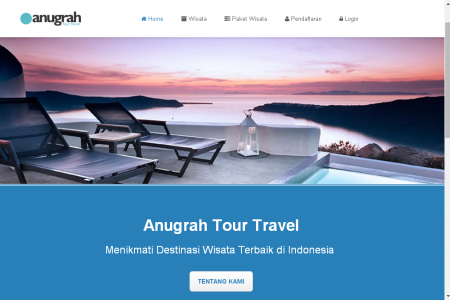 anugrah
Home Wisata Paket Wisata Pendaftaran Login
Anugrah Tour Travel
Menikmati Destinasi Wisata Terbaik di Indonesia
TENTANG KAMI